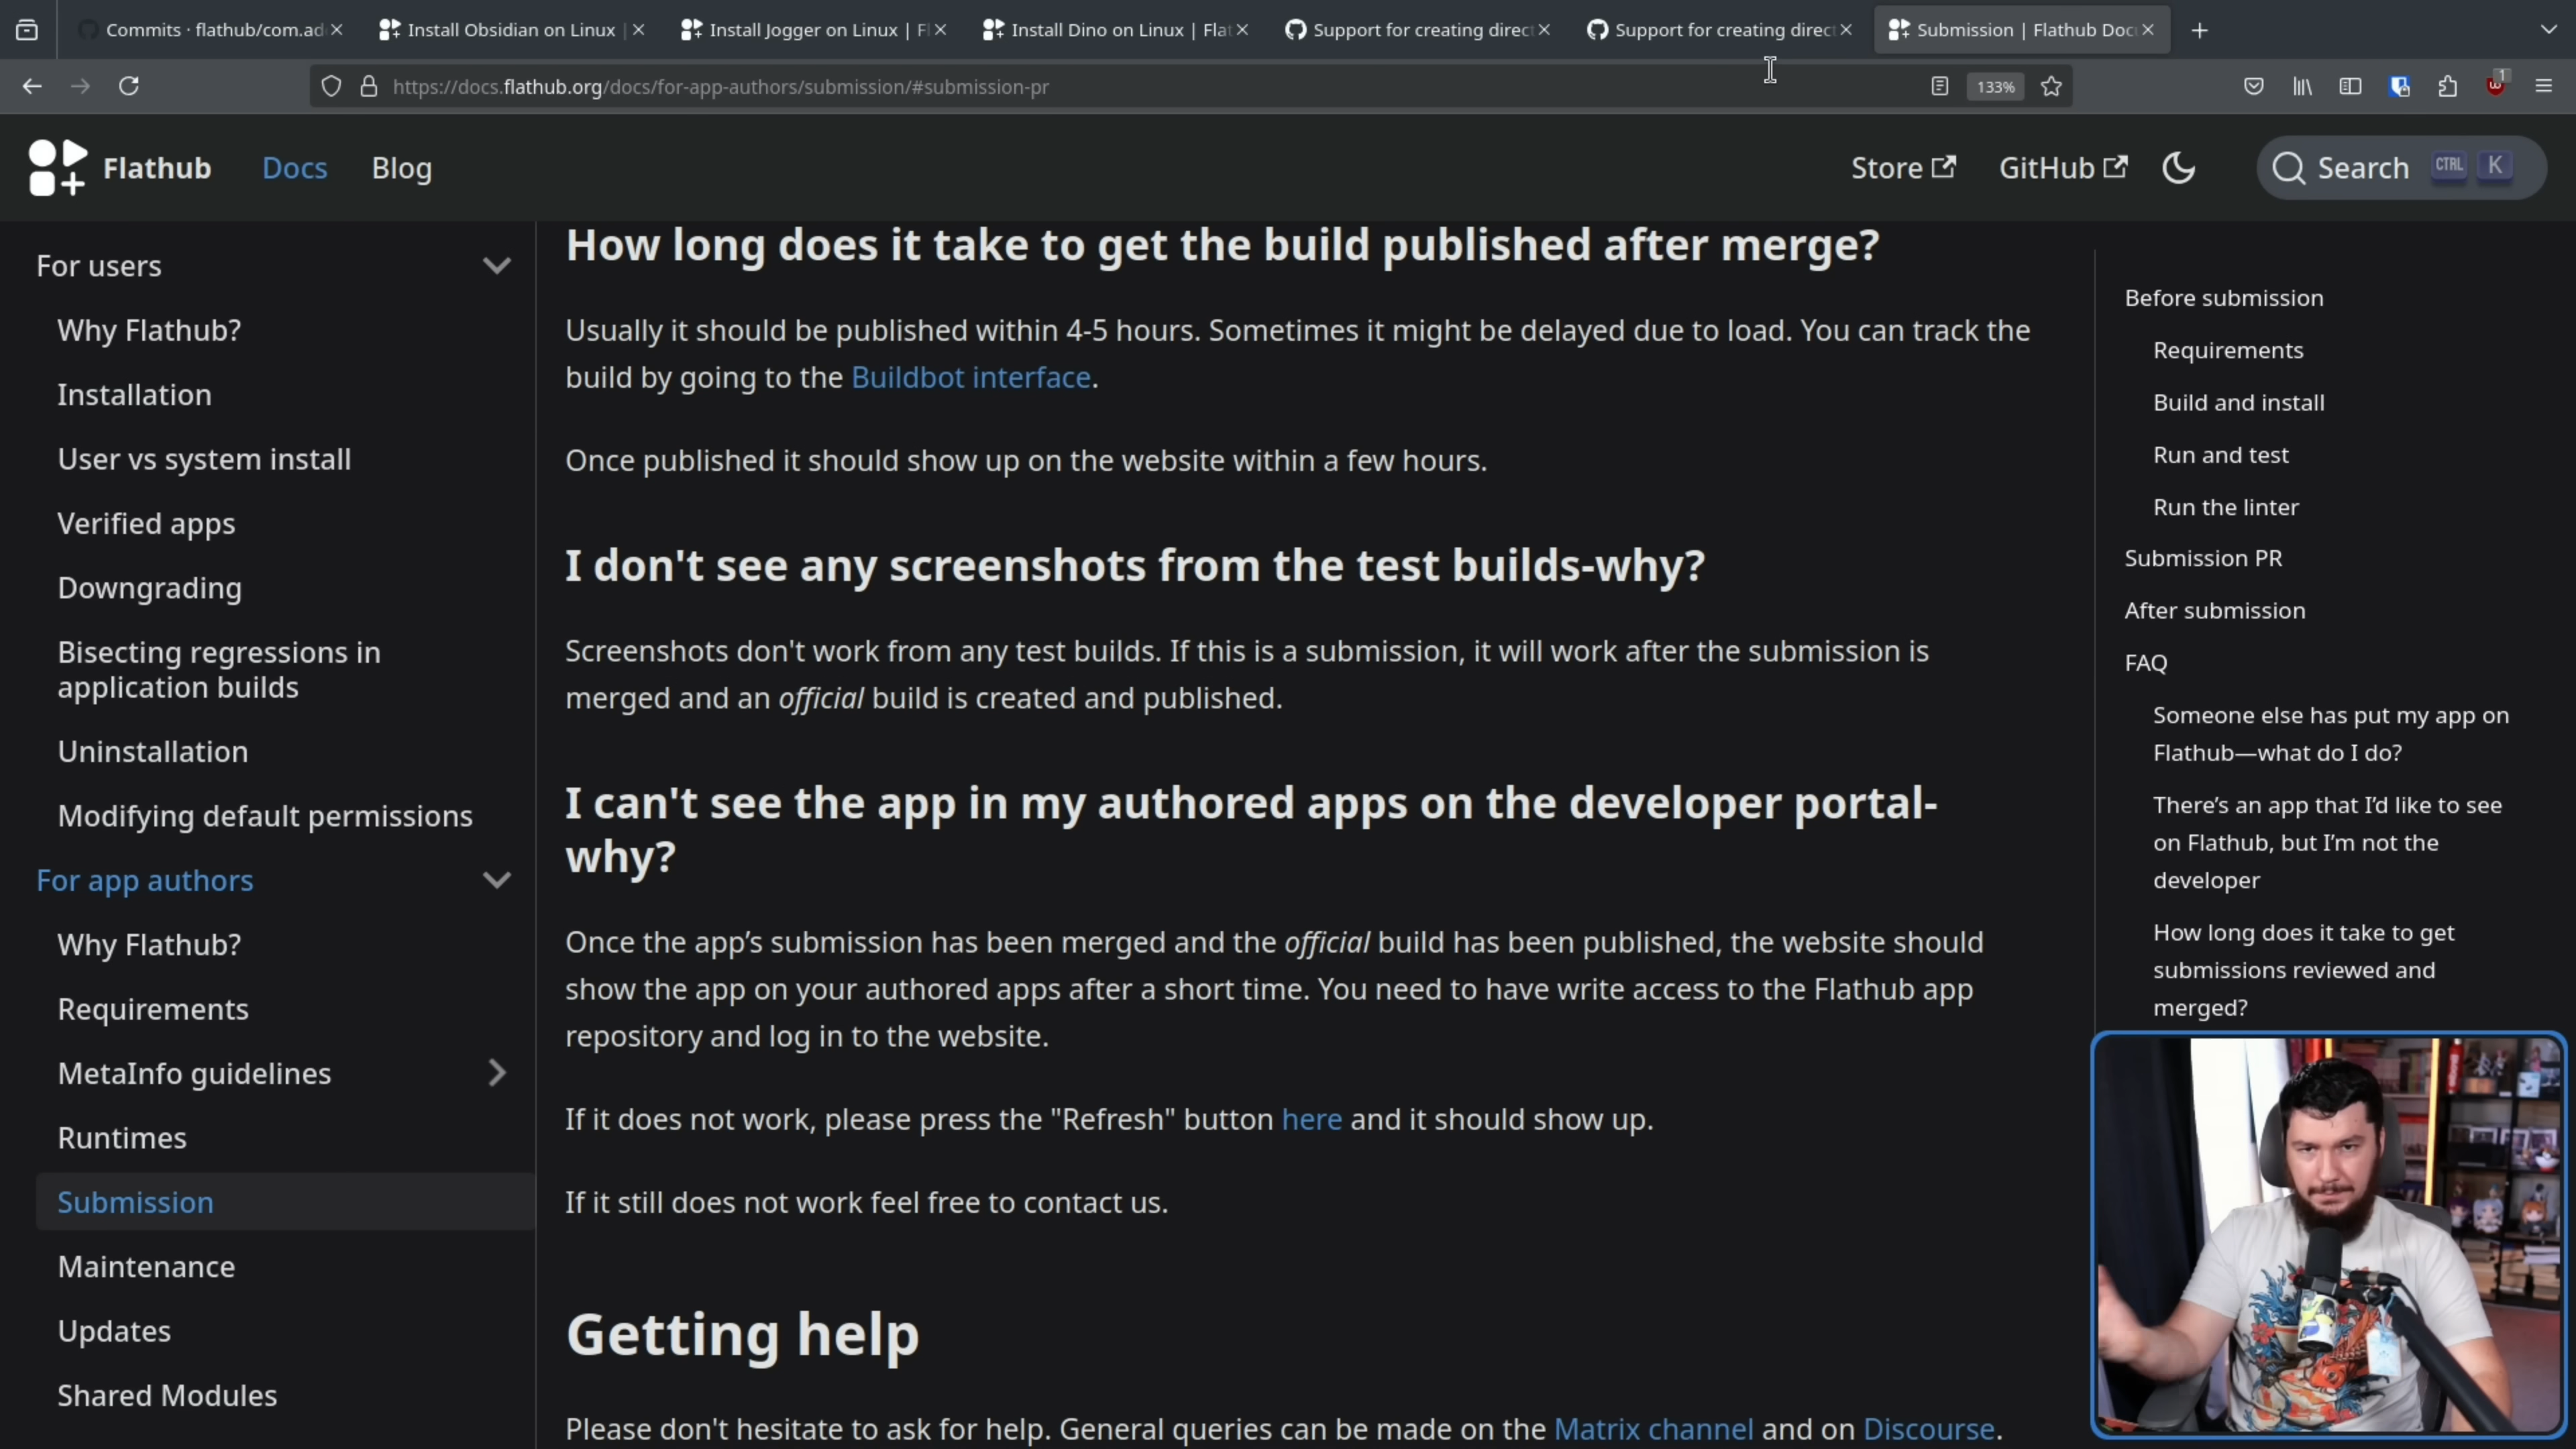 Commits · flathub/com.ad
Install Obsidian on Linux |
Install Jogger on Linux | Fl
Install Dino on Linux | Flat
Support for creating direct
Support for creating direct
Submission | Flathub Doc
https://docs.flathub.org/docs/for-app-authors/submission/#submission-pr
133%
1
Flathub
Docs
Blog
Store
GitHub
Search
CTRL
K
For users
Why Flathub?
Installation
User vs system install
Verified apps
Downgrading
Bisecting regressions in
application builds
Uninstallation
Modifying default permissions
For app authors
Why Flathub?
Requirements
MetaInfo guidelines
Runtimes
Submission
Maintenance
Updates
Shared Modules
How long does it take to get the build published after merge?
Usually it should be published within 4-5 hours. Sometimes it might be delayed due to load. You can track the
build by going to the Buildbot interface.
Once published it should show up on the website within a few hours.
I don't see any screenshots from the test builds-why?
Screenshots don't work from any test builds. If this is a submission, it will work after the submission is
merged and an official build is created and published.
I can't see the app in my authored apps on the developer portal-
why?
Once the app’s submission has been merged and the official build has been published, the website should
show the app on your authored apps after a short time. You need to have write access to the Flathub app
repository and log in to the website.
If it does not work, please press the "Refresh" button here and it should show up.
If it still does not work feel free to contact us.
Getting help
Please don't hesitate to ask for help. General queries can be made on the Matrix channel and on Discourse.
Before submission
Requirements
Build and install
Run and test
Run the linter
Submission PR
After submission
FAQ
Someone else has put my app on
Flathub—what do I do?
There’s an app that I’d like to see
on Flathub, but I’m not the
developer
How long does it take to get
submissions reviewed and
merged?